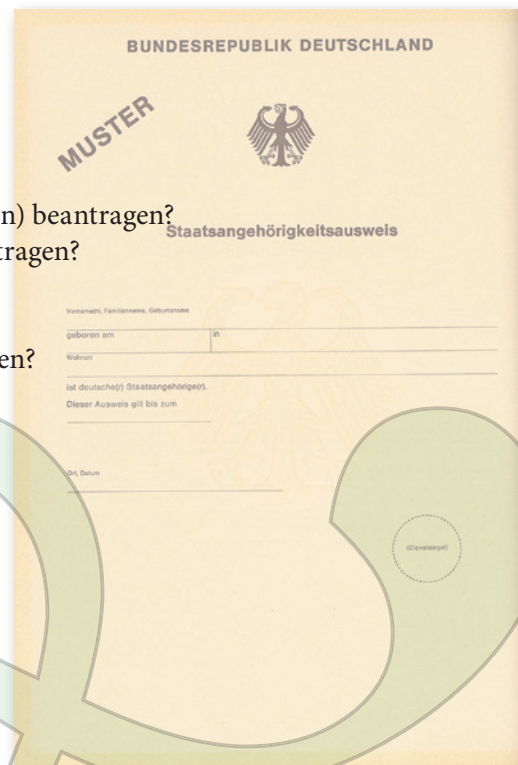 BUNDESREPUBLIK DEUTSCHLAND
MUSTER
n) beantragen?
Staatsangehörigkeitsausweis
tragen?
Vorname(n), Familienname, Geburtsname
en?
geboren am in
Wohnort
ist deutsche(r) Staatsangehörige(r).
Dieser Ausweis gilt bis zum
Ort, Datum
(Dienstsiegel)